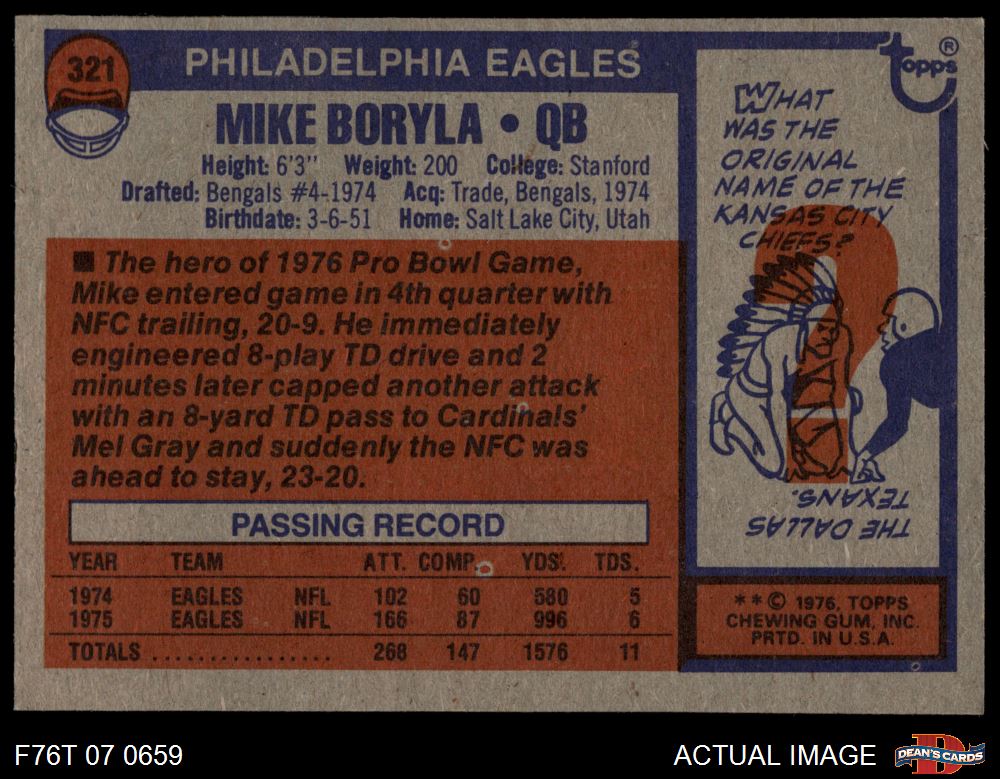 321
PHILADELPHIA EAGLES
MIKE BORYLA • QB
Height: 6'3'' Weight: 200 College: Stanford
Drafted: Bengals #4-1974 Acq: Trade, Bengals, 1974
Birthdate: 3-6-51 Home: Salt Lake City, Utah
■ The hero of 1976 Pro Bowl Game,
Mike entered game in 4th quarter with
NFC trailing, 20-9. He immediately
engineered 8-play TD drive and 2
minutes later capped another attack
with an 8-yard TD pass to Cardinals'
Mel Gray and suddenly the NFC was
ahead to stay, 23-20.
PASSING RECORD
YEAR TEAM ATT. COMP. YDS. TDS.
1974 EAGLES NFL 102 60 580 5
1975 EAGLES NFL 166 87 996 6
TOTALS ................. 268 147 1576 11
topps ®
WHAT
WAS THE
ORIGINAL
NAME OF THE
KANSAS CITY
CHIEFS?
THE DALLAS
TEXANS.
**© 1976, TOPPS
CHEWING GUM, INC.
PRTD. IN U.S.A.
F76T 07 0659
ACTUAL IMAGE
D
DEAN'S CARDS